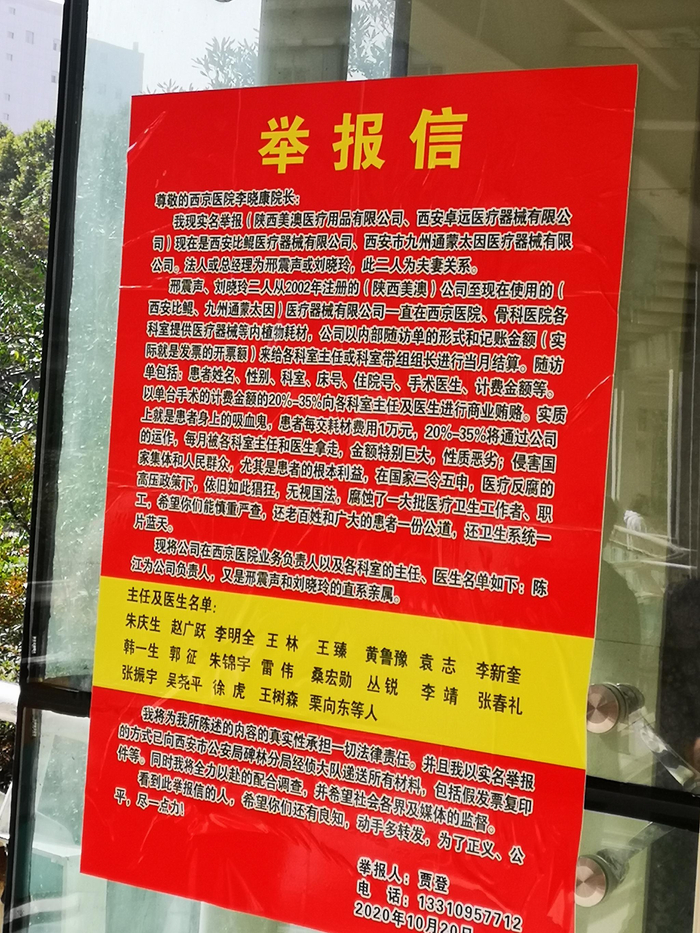 举报信
尊敬的西京医院李晓康院长：
我现实名举报（陕西美澳医疗用品有限公司、西安卓远医疗器械有限公
司）现在是西安比鲲医疗器械有限公司、西安市九州通蒙太因医疗器械有限
公司。法人或总经理为邢震声或刘晓玲，此二人为夫妻关系。
邢震声、刘晓玲二人从2002年注册的（陕西美澳）公司至现在使用的（
西安比鲲、九州通蒙太因）医疗器械有限公司一直在西京医院、骨科医院各
科室提供医疗器械等内植物耗材，公司以内部随访单的形式和记账金额（实
际就是发票的开票额）来给各科室主任或科室带组组长进行当月结算。随访
单包括：患者姓名、性别、科室、床号、住院号、手术医生、计费金额等。
以单台手术的计费金额的20%-35%向各科室主任及医生进行商业贿赂。实质
上就是患者身上的吸血鬼，患者每交耗材费用1万元，20%-35%将通过公司
的运作，每月被各科室主任和医生拿走，金额特别巨大，性质恶劣；侵害国
家集体和人民群众，尤其是患者的根本利益，在国家三令五申，医疗反腐的
高压政策下，依旧如此猖狂，无视国法，腐蚀了一大批医疗卫生工作者、职
工，希望你们能慎重严查，还老百姓和广大的患者一份公道，还卫生系统一
片蓝天。
现将公司在西京医院业务负责人以及各科室的主任、医生名单如下：陈
江为公司负责人，又是邢震声和刘晓玲的直系亲属。
主任及医生名单：
朱庆生 赵广跃 李明全 王林 王臻 黄鲁豫 袁志 李新奎
韩一生 郭征 朱锦宇 雷伟 桑宏勋 丛锐 李靖 张春礼
张振宇 吴尧平 徐虎 王树森 栗向东等人
我将为我所陈述的内容的真实性承担一切法律责任。并且我以实名举报
的方式已向西安市公安局碑林分局经侦大队递送所有材料，包括假发票复印
件等。同时我将全力以赴的配合调查，并希望社会各界及媒体的监督。
看到此举报信的人，希望你们还有良知，动手多转发，为了正义、公
平，尽一点力！
举报人：贾登
电 话：13310957712
2020年10月20日